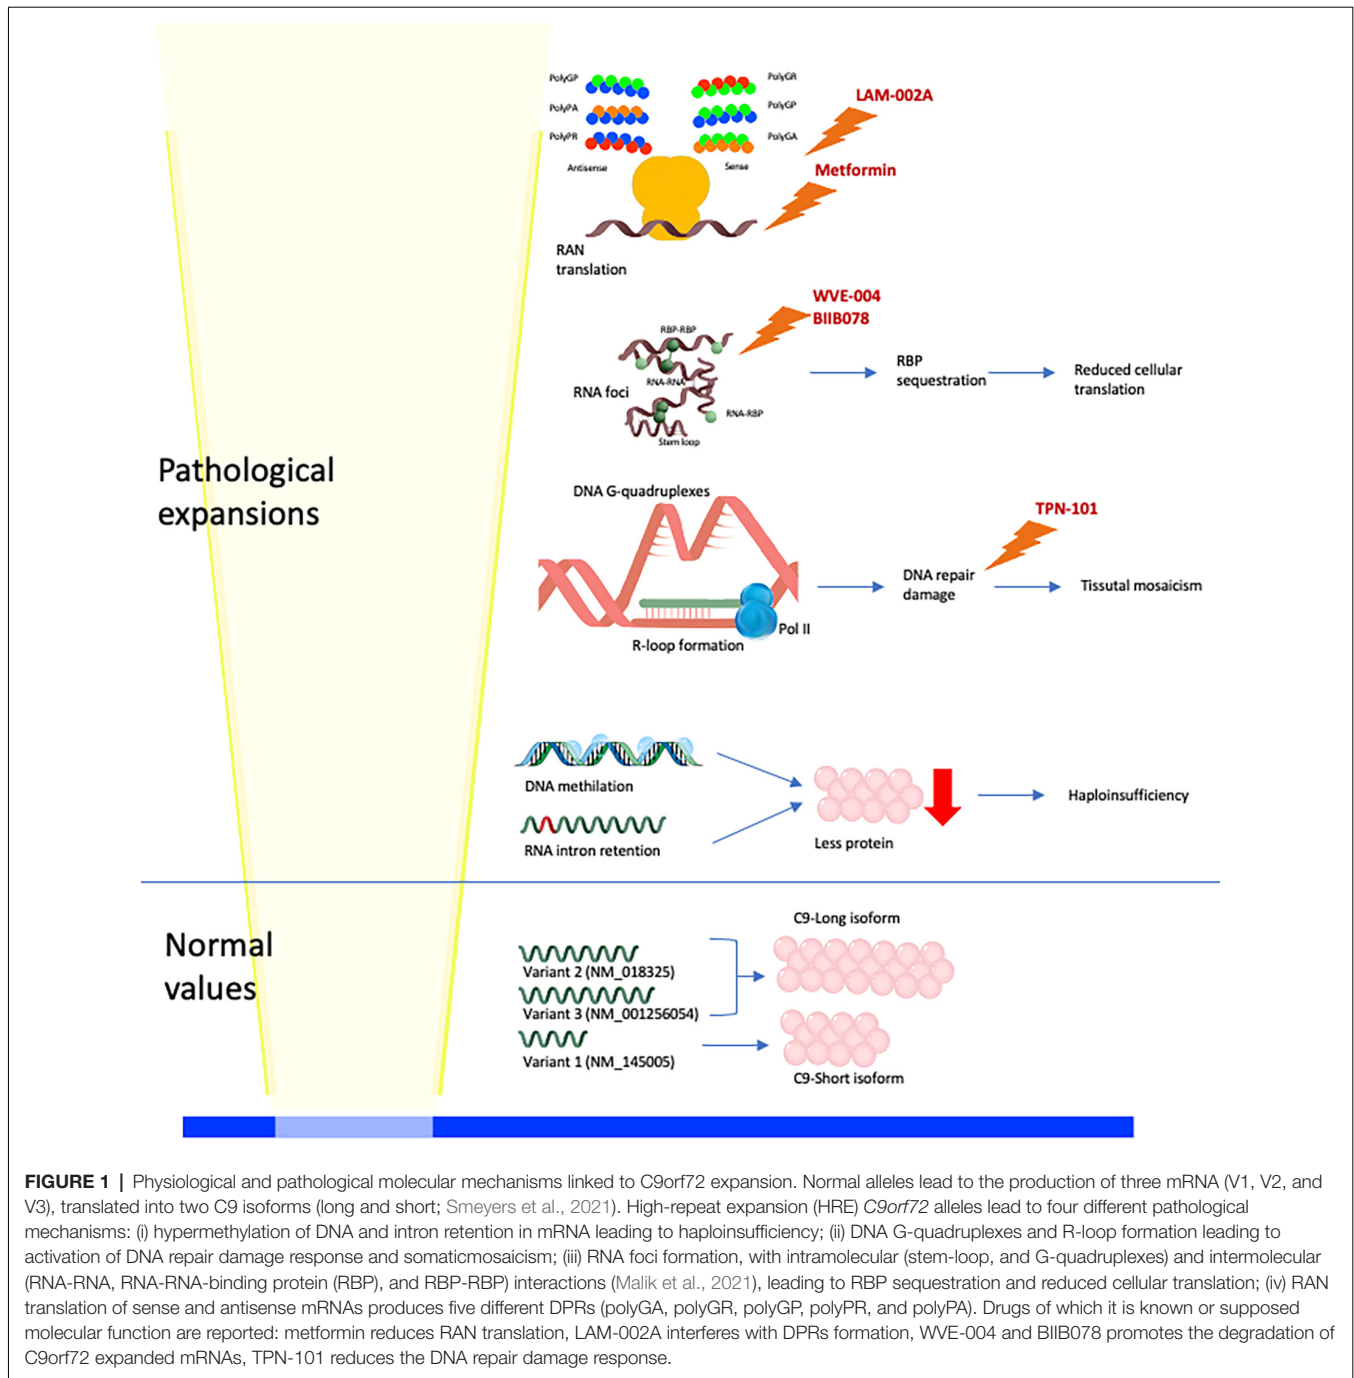 PolyGP
PolyPA
PolyPR
Antisense
PolyGR
PolyGP
PolyGA
Sense
LAM-002A
Metformin
RAN
translation
WVE-004
BIIB078
RBP-RBP
RNA-RNA
RNA foci
RNA-RBP
Stem loop
RBP
sequestration
Reduced cellular
translation
Pathological
expansions
DNA G-quadruplexes
TPN-101
DNA repair
damage
Tissutal mosaicism
Pol II
R-loop formation
DNA methilation
RNA intron retention
Less protein
Haploinsufficiency
Normal
values
C9-Long isoform
Variant 2 (NM_018325)
Variant 3 (NM_001256054)
Variant 1 (NM_145005)
C9-Short isoform
FIGURE 1 | Physiological and pathological molecular mechanisms linked to C9orf72 expansion. Normal alleles lead to the production of three mRNA (V1, V2, and
V3), translated into two C9 isoforms (long and short; Smeyers et al., 2021). High-repeat expansion (HRE) C9orf72 alleles lead to four different pathological
mechanisms: (i) hypermethylation of DNA and intron retention in mRNA leading to haploinsufficiency; (ii) DNA G-quadruplexes and R-loop formation leading to
activation of DNA repair damage response and somaticmosaicism; (iii) RNA foci formation, with intramolecular (stem-loop, and G-quadruplexes) and intermolecular
(RNA-RNA, RNA-RNA-binding protein (RBP), and RBP-RBP) interactions (Malik et al., 2021), leading to RBP sequestration and reduced cellular translation; (iv) RAN
translation of sense and antisense mRNAs produces five different DPRs (polyGA, polyGR, polyGP, polyPR, and polyPA). Drugs of which it is known or supposed
molecular function are reported: metformin reduces RAN translation, LAM-002A interferes with DPRs formation, WVE-004 and BIIB078 promotes the degradation of
C9orf72 expanded mRNAs, TPN-101 reduces the DNA repair damage response.